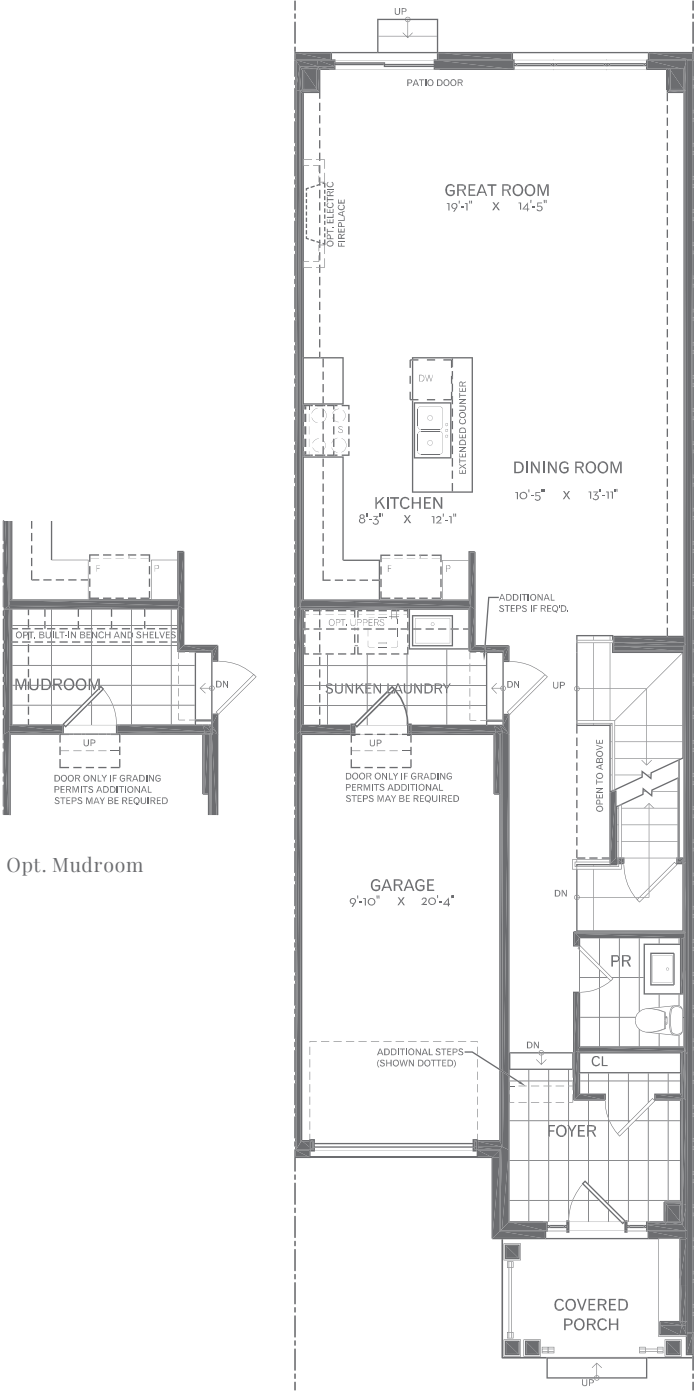 UP
PATIO DOOR
GREAT ROOM
19'-1" X 14'-5"
OPT. ELECTRIC
FIREPLACE
DW
S
EXTENDED COUNTER
DINING ROOM
10'-5" X 13'-11"
KITCHEN
8'-3" X 12'-1"
F P
F P
ADDITIONAL
STEPS IF REQ'D.
OPT. UPPERS
OPT. BUILT-IN BENCH AND SHELVES
MUDROOM
DN
SUNKEN LAUNDRY
DN
UP
UP
UP
DOOR ONLY IF GRADING
PERMITS ADDITIONAL
STEPS MAY BE REQUIRED
DOOR ONLY IF GRADING
PERMITS ADDITIONAL
STEPS MAY BE REQUIRED
OPEN TO ABOVE
Opt. Mudroom
GARAGE
9'-10" X 20'-4"
DN
PR
DN
ADDITIONAL STEPS
(SHOWN DOTTED)
CL
FOYER
COVERED
PORCH
UP